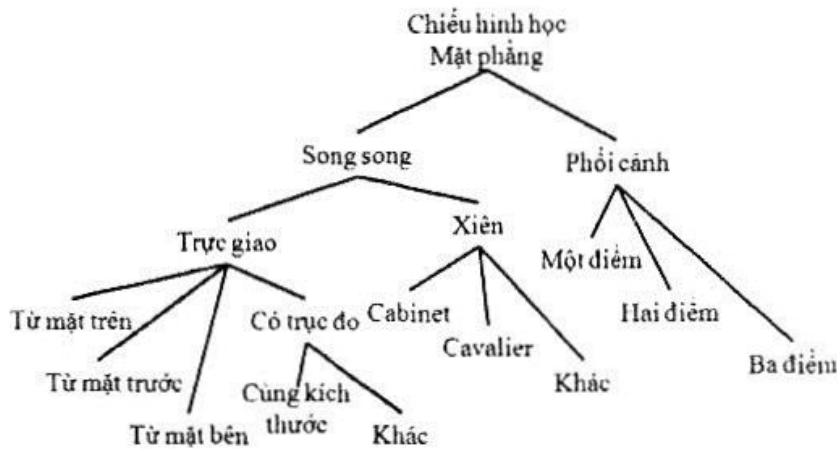 Chiếu hình học
Mặt phẳng
Song song
Phối cảnh
Trực giao
Xiên
Một điểm
Từ mặt trên
Có trục đo
Cabinet
Hai điểm
Cavalier
Từ mặt trước
Cùng kích
thước
Khác
Ba điểm
Từ mặt bên
Khác